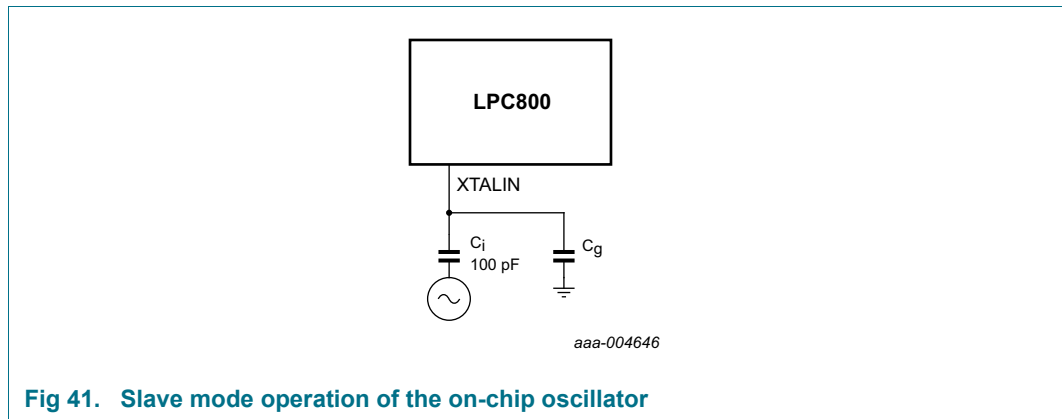 LPC800
XTALIN
Ci
100 pF
Cg
aaa-004646
Fig 41. Slave mode operation of the on-chip oscillator